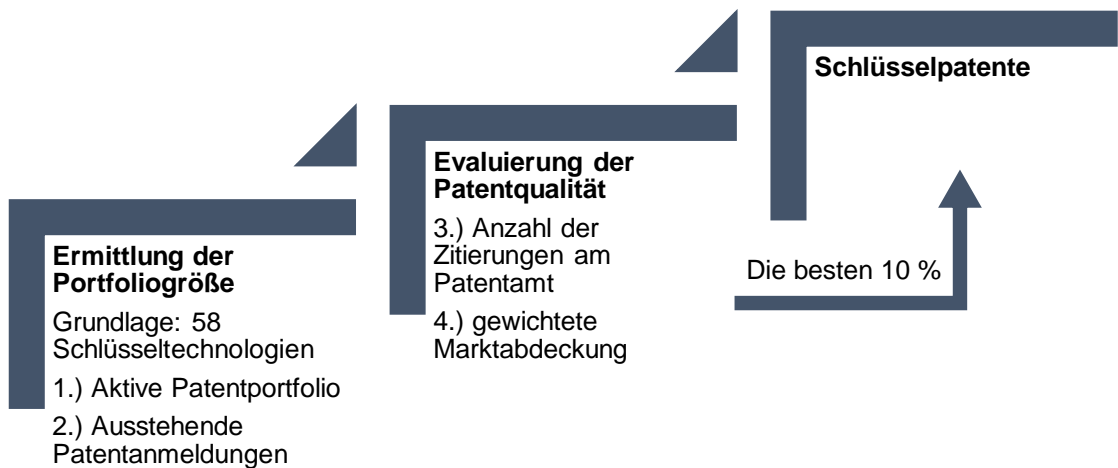 Ermittlung der
Portfoliogröße
Grundlage: 58
Schlüsseltechnologien
1.) Aktive Patentportfolio
2.) Ausstehende
Patentanmeldungen
Evaluierung der
Patentqualität
3.) Anzahl der
Zitierungen am
Patentamt
4.) gewichtete
Marktabdeckung
Die besten 10 %
Schlüsselpatente